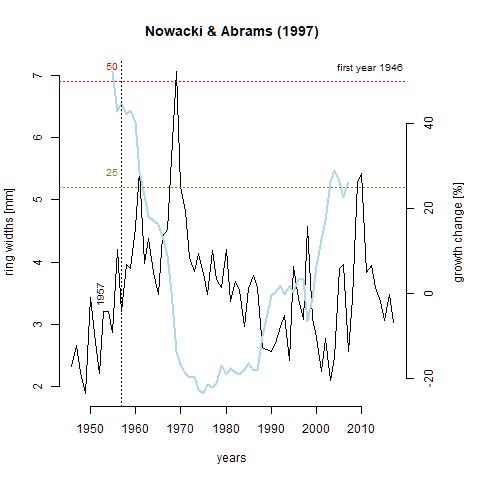 Nowacki & Abrams (1997)
first year 1946
50
25
1957
7
6
5
4
3
2
ring widths [mm]
40
20
0
-20
growth change [%]
1950 1960 1970 1980 1990 2000 2010
years